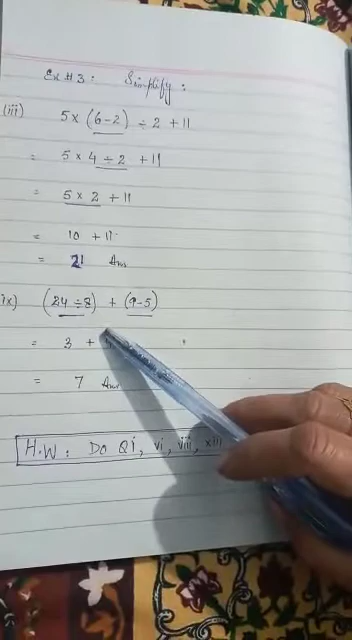 Ex # 3: Simplify:
(iii) 5 x (6-2) ÷ 2 + 11
= 5 x 4 ÷ 2 + 11
= 5 x 2 + 11
= 10 + 11
= 21 Ans
ix) (24 ÷ 8) + (9-5)
= 3 +
= 7 Ans
H.W: Do Qi, vi, viii, xiii